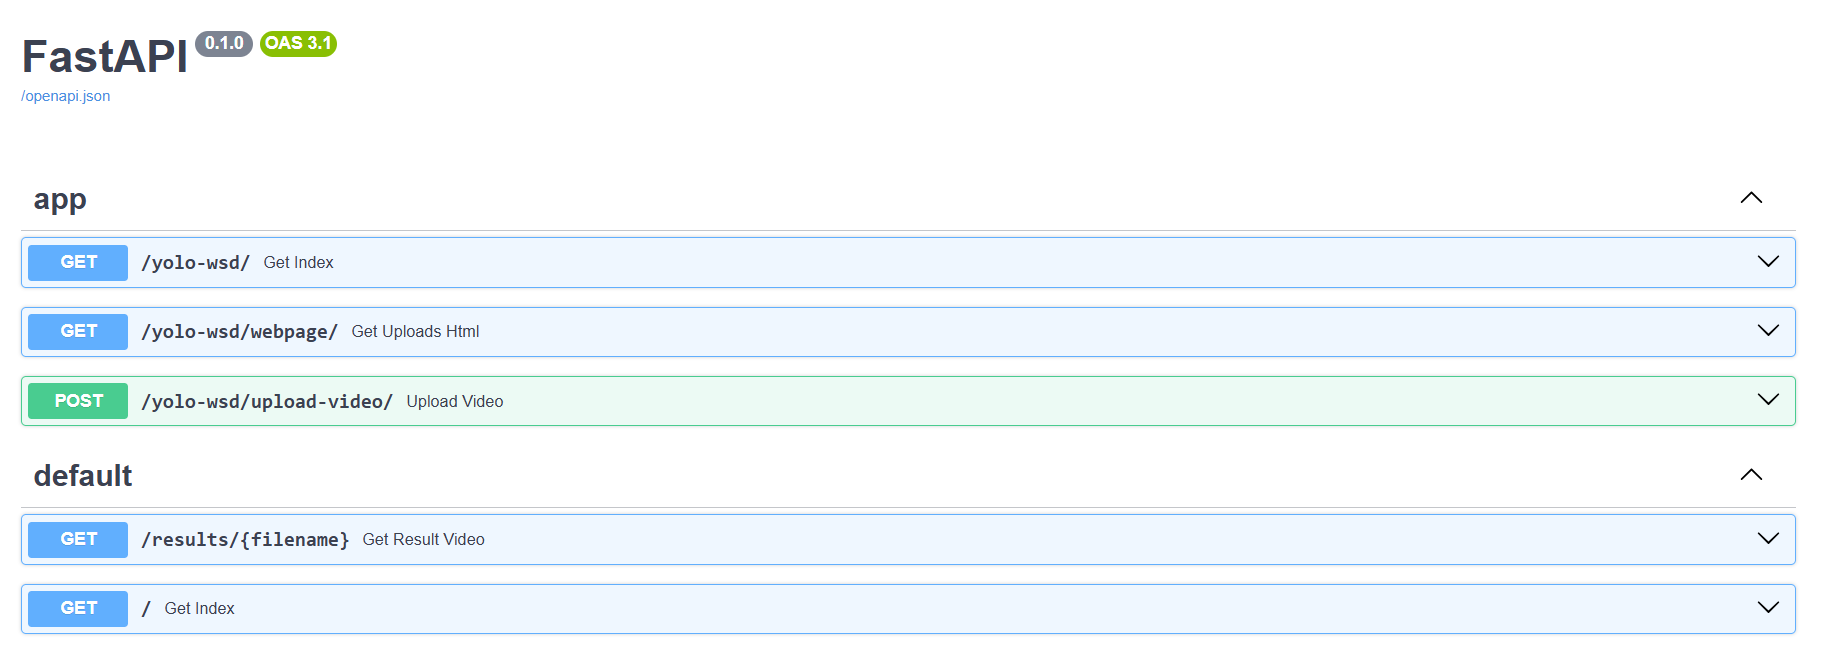 FastAPI 0.1.0 OAS 3.1
/openapi.json
app
GET /yolo-wsd/ Get Index
GET /yolo-wsd/webpage/ Get Uploads Html
POST /yolo-wsd/upload-video/ Upload Video
default
GET /results/{filename} Get Result Video
GET / Get Index